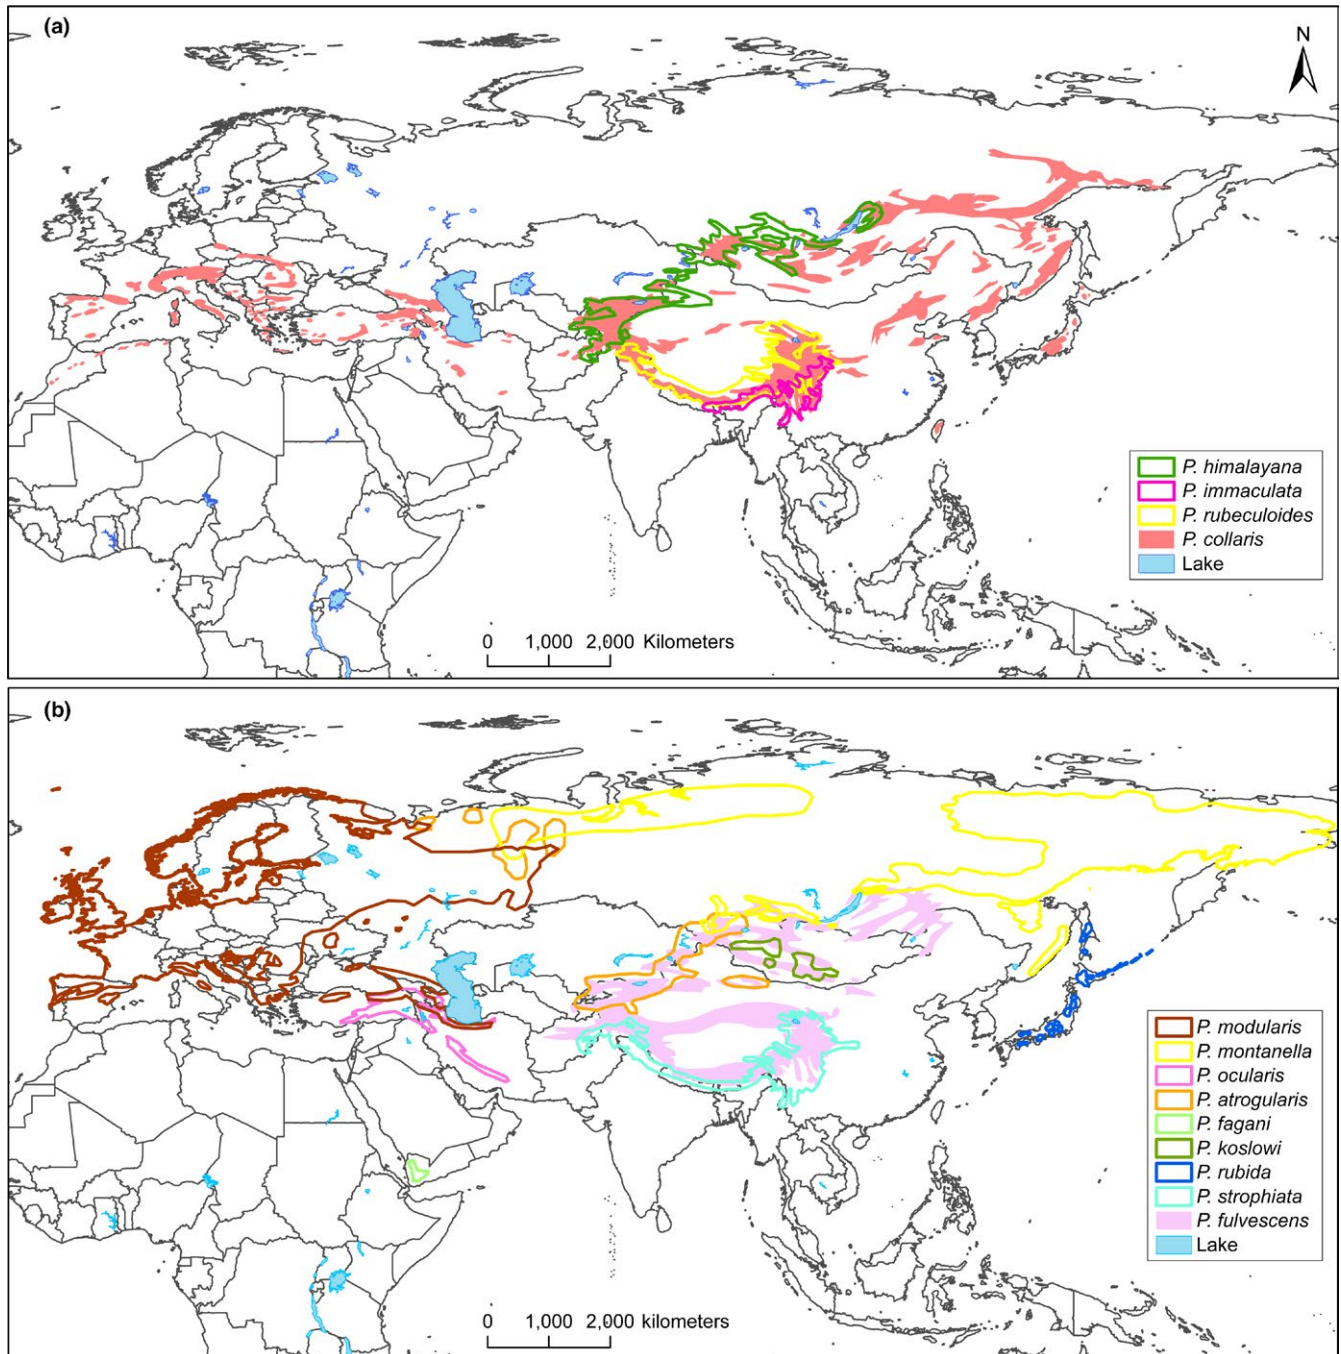 (a)
N
P. himalayana
P. immaculata
P. rubeculoides
P. collaris
Lake
0 1,000 2,000 Kilometers
(b)
P. modularis
P. montanella
P. ocularis
P. atrogularis
P. fagani
P. koslowi
P. rubida
P. strophiata
P. fulvescens
Lake
0 1,000 2,000 kilometers